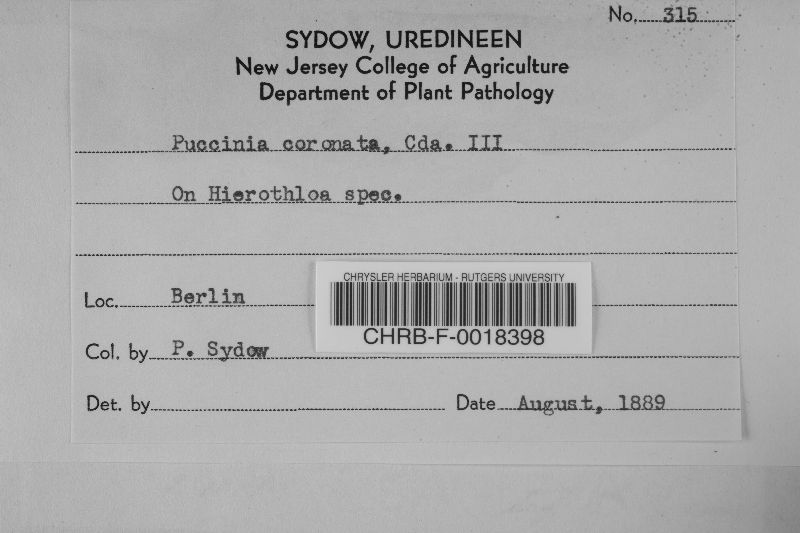 No. 315
SYDOW, UREDINEEN
New Jersey College of Agriculture
Department of Plant Pathology
Puccinia coronata, Cda. III
On Hierothloa spec.
Loc. Berlin
CHRYSLER HERBARIUM - RUTGERS UNIVERSITY
CHRB-F-0018398
Col. by P. Sydow
Det. by
Date August, 1889